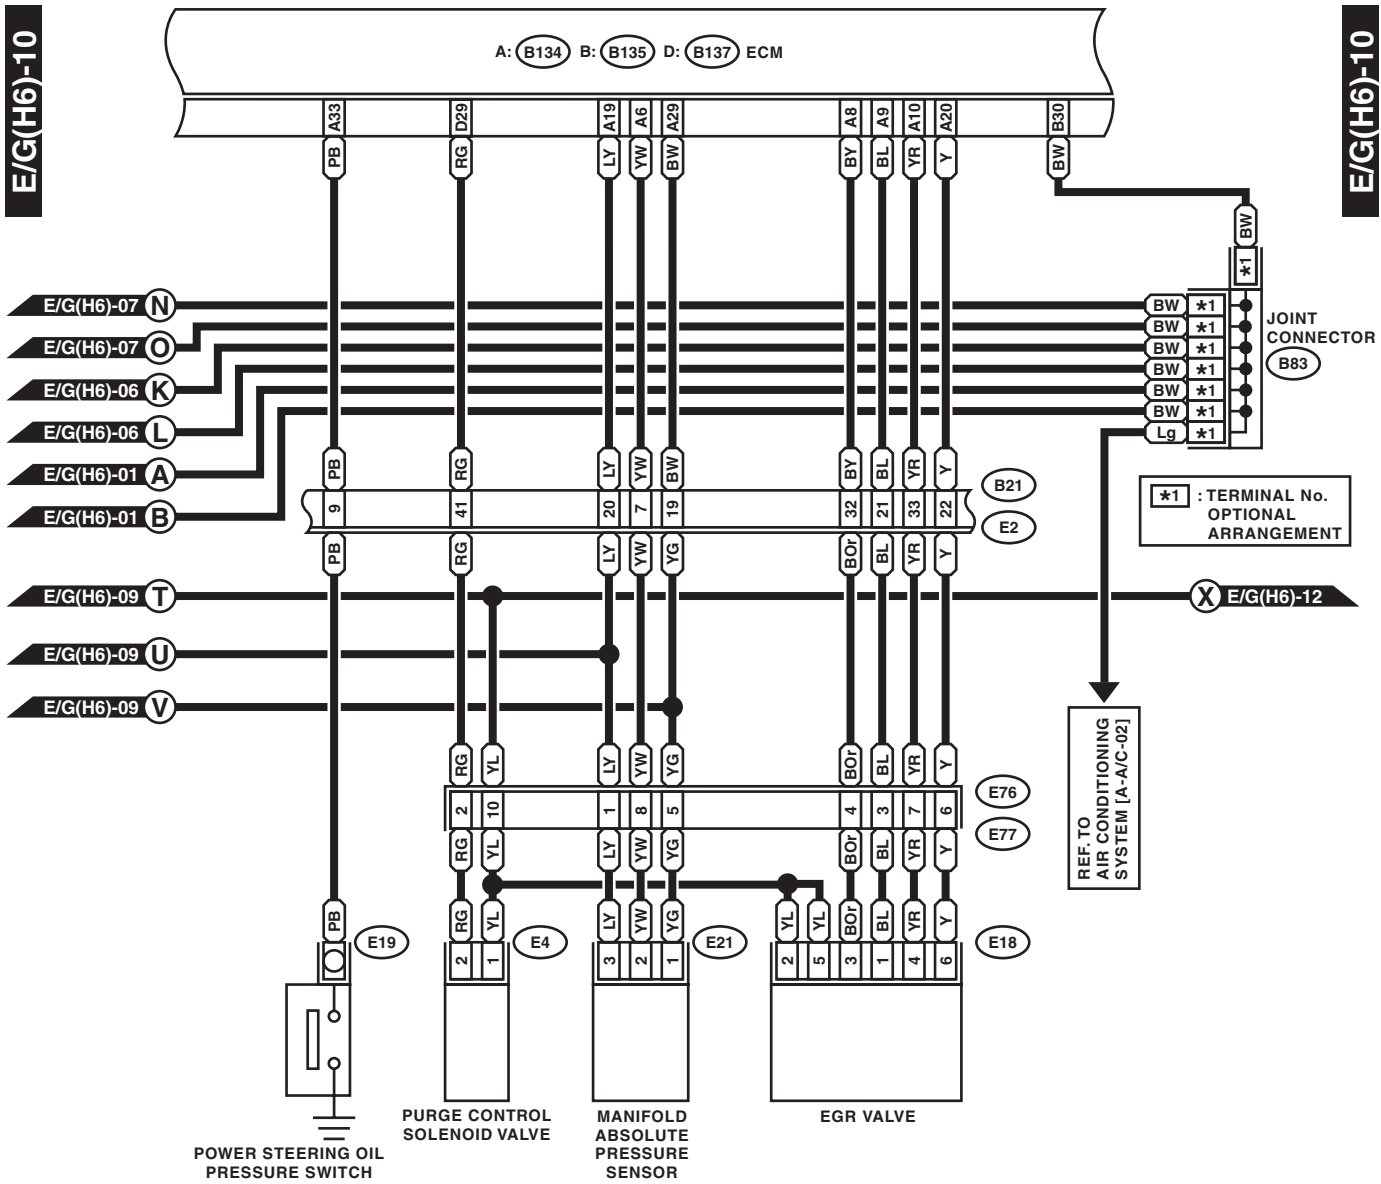 E/G(H6)-10
E/G(H6)-10
A: B134 B: B135 D: B137 ECM
A33 D29 A19 A6 A29 A8 A9 A10 A20 B30
PB RG LY YW BW BY BL YR Y BW
BW
*1
E/G(H6)-07 N BW *1
BW *1
E/G(H6)-07 O BW *1
BW *1
E/G(H6)-06 K BW *1
BW *1
E/G(H6)-06 L Lg *1
JOINT
CONNECTOR
B83
E/G(H6)-01 A
E/G(H6)-01 B
PB RG LY YW BW BY BL YR Y
9 41 20 7 19 32 21 33 22
B21
E2
PB RG LY YW YG BOr BL YR Y
*1 : TERMINAL No.
OPTIONAL
ARRANGEMENT
E/G(H6)-09 T
X E/G(H6)-12
E/G(H6)-09 U
E/G(H6)-09 V
REF. TO
AIR CONDITIONING
SYSTEM [A-A/C-02]
RG YL LY YW YG BOr BL YR Y
2 10 1 8 5 4 3 7 6
E76
E77
RG YL LY YW YG BOr BL YR Y
PB RG YL LY YW YG YL YL BOr BL YR Y
E19 E4 E21 E18
2 1 3 2 1 2 5 3 1 4 6
POWER STEERING OIL
PRESSURE SWITCH
PURGE CONTROL
SOLENOID VALVE
MANIFOLD
ABSOLUTE
PRESSURE
SENSOR
EGR VALVE